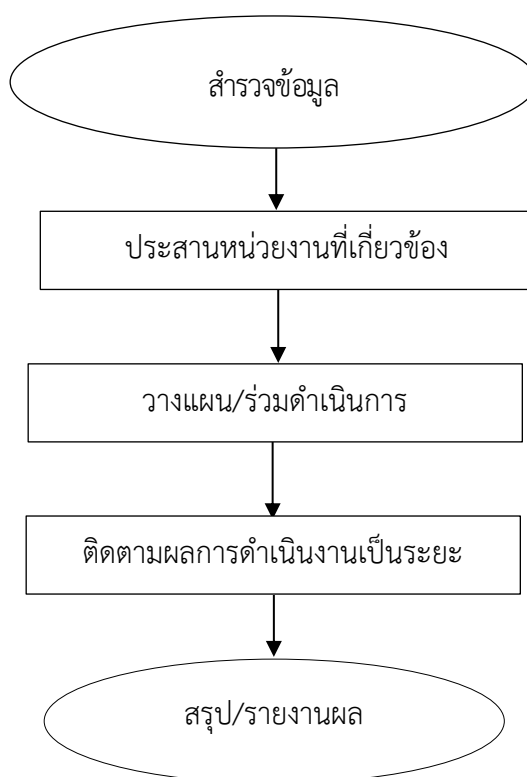 สำรวจข้อมูล
ประสานหน่วยงานที่เกี่ยวข้อง
วางแผน/ร่วมดำเนินการ
ติดตามผลการดำเนินงานเป็นระยะ
สรุป/รายงานผล